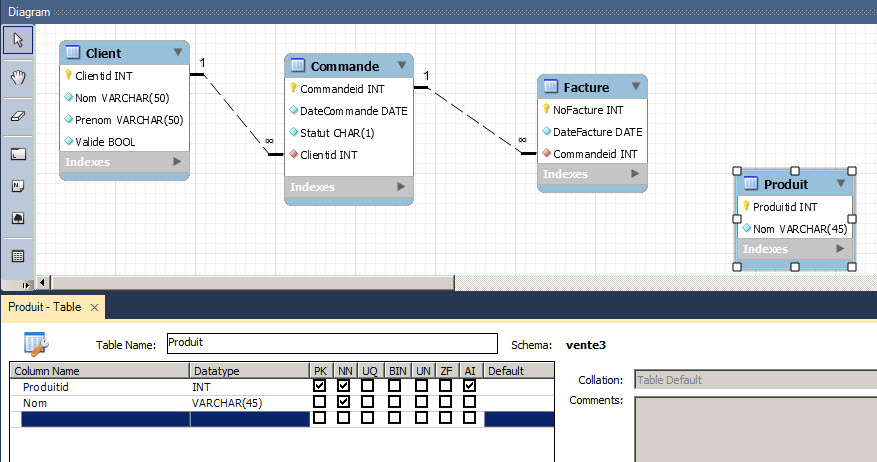 Diagram
Client
Clientid INT
Nom VARCHAR(50)
Prenom VARCHAR(50)
Valide BOOL
Indexes
1
∞
Commande
Commandeid INT
DateCommande DATE
Statut CHAR(1)
Clientid INT
Indexes
1
∞
Facture
NoFacture INT
DateFacture DATE
Commandeid INT
Indexes
Produit
Produitid INT
Nom VARCHAR(45)
Indexes
Produit - Table ×
Table Name: Produit Schema: vente3
Column Name Datatype PK NN UQ BIN UN ZF AI Default
Produitid INT
Nom VARCHAR(45)
Collation: Table Default
Comments: